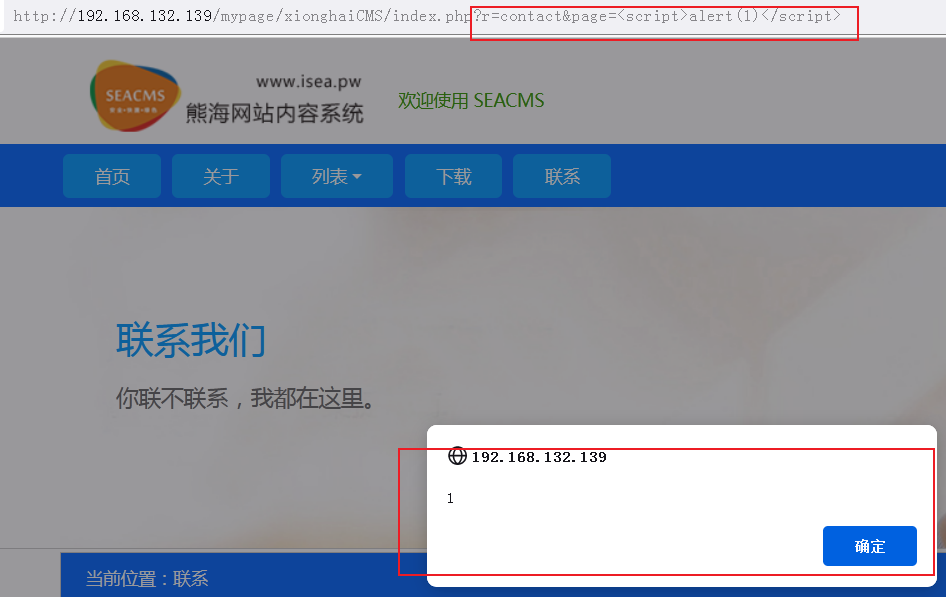 http://192.168.132.139/mypage/xionghaiCMS/index.php?r=contact&page=<script>alert(1)</script>
SEACMS
www.isea.pw
熊海网站内容系统
欢迎使用 SEACMS
首页
关于
列表
下载
联系
联系我们
你联不联系，我都在这里。
192.168.132.139
1
确定
当前位置：联系